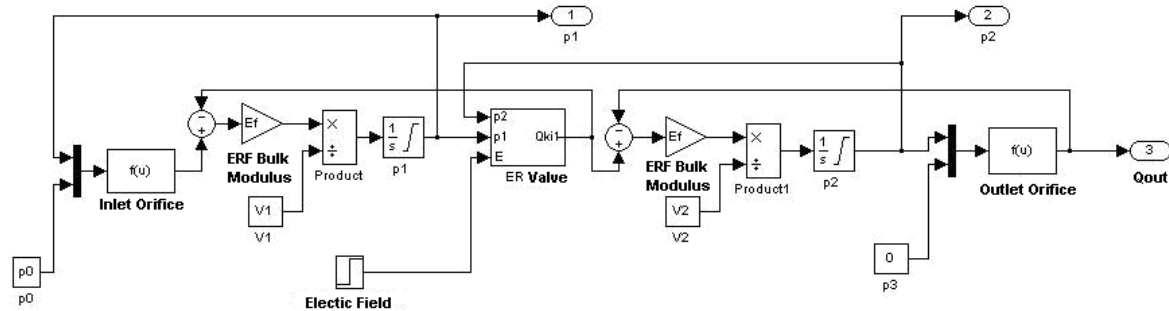 1
p1
2
p2
f(u)
Inlet Orifice
p0
p0
−
+
Ef
ERF Bulk
Modulus
×
÷
Product
V1
V1
1
s
p1
p2
p1
E
Qki1
ER Valve
Electic Field
−
+
Ef
ERF Bulk
Modulus
×
÷
Product1
V2
V2
1
s
p2
0
p3
f(u)
Outlet Orifice
3
Qout